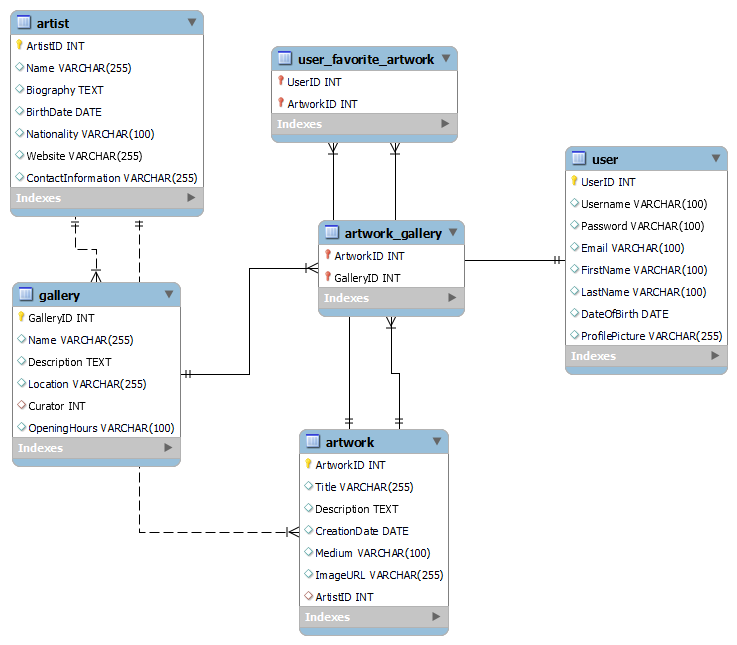 artist
ArtistID INT
Name VARCHAR(255)
Biography TEXT
BirthDate DATE
Nationality VARCHAR(100)
Website VARCHAR(255)
ContactInformation VARCHAR(255)
Indexes
user_favorite_artwork
UserID INT
ArtworkID INT
Indexes
user
UserID INT
Username VARCHAR(100)
Password VARCHAR(100)
Email VARCHAR(100)
FirstName VARCHAR(100)
LastName VARCHAR(100)
DateOfBirth DATE
ProfilePicture VARCHAR(255)
Indexes
artwork_gallery
ArtworkID INT
GalleryID INT
Indexes
gallery
GalleryID INT
Name VARCHAR(255)
Description TEXT
Location VARCHAR(255)
Curator INT
OpeningHours VARCHAR(100)
Indexes
artwork
ArtworkID INT
Title VARCHAR(255)
Description TEXT
CreationDate DATE
Medium VARCHAR(100)
ImageURL VARCHAR(255)
ArtistID INT
Indexes